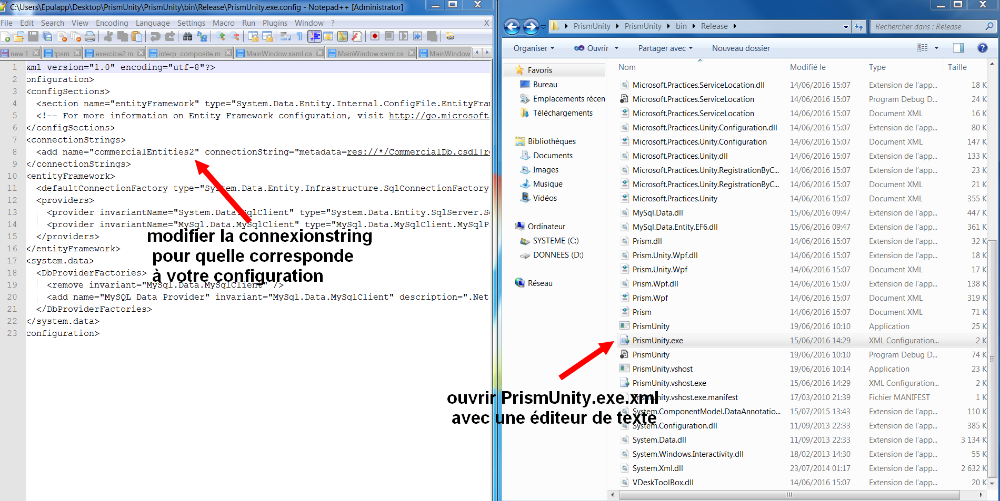 C:\Users\Epulapp\Desktop\PrismUnity\PrismUnity\bin\Release\PrismUnity.exe.config - Notepad++ [Administrator]
File Edit Search View Encoding Language Settings Macro Run Plugins Window ? X
new 1 tpsm exercice2.m interp_composite.m MainWindow.xaml.cs MainWindow.xaml.cs MainWindow.
1 xml version="1.0" encoding="utf-8"?>
2 onfiguration>
3 <configSections>
4 <section name="entityFramework" type="System.Data.Entity.Internal.ConfigFile.EntityFra
5 <!-- For more information on Entity Framework configuration, visit http://go.microsoft
6 </configSections>
7 <connectionStrings>
8 <add name="commercialEntities2" connectionString="metadata=res://*/CommercialDb.csdl|re
9 </connectionStrings>
10 <entityFramework>
11 <defaultConnectionFactory type="System.Data.Entity.Infrastructure.SqlConnectionFactory
12 <providers>
13 <provider invariantName="System.Data.SqlClient" type="System.Data.Entity.SqlServer.S
14 <provider invariantName="MySql.Data.MySqlClient" type="MySql.Data.MySqlClient.MySqlP
15 </providers>
16 </entityFramework>
17 <system.data>
18 <DbProviderFactories>
19 <remove invariant="MySql.Data.MySqlClient" />
20 <add name="MySQL Data Provider" invariant="MySql.Data.MySqlClient" description=".Net
21 </DbProviderFactories>
22 </system.data>
23 configuration>
modifier la connexionstring
pour quelle corresponde
à votre configuration
PrismUnity PrismUnity bin Release
Rechercher dans : Release
Organiser Ouvrir Partager avec Nouveau dossier
Favoris
Bureau
Emplacements récen
Téléchargements
Bibliothèques
Documents
Images
Musique
Vidéos
Ordinateur
SYSTEME (C:)
DONNEES (D:)
Réseau
Nom Modifié le Type Taille
Microsoft.Practices.ServiceLocation.dll 14/06/2016 15:07 Extension de l'app... 18 K
Microsoft.Practices.ServiceLocation 14/06/2016 15:07 Program Debug D... 24 K
Microsoft.Practices.ServiceLocation 14/06/2016 15:07 Document XML 16 K
Microsoft.Practices.Unity.Configuration.dll 14/06/2016 15:07 Extension de l'app... 80 K
Microsoft.Practices.Unity.Configuration 14/06/2016 15:07 Document XML 147 K
Microsoft.Practices.Unity.dll 14/06/2016 15:07 Extension de l'app... 133 K
Microsoft.Practices.Unity.RegistrationByC... 14/06/2016 15:07 Extension de l'app... 23 K
Microsoft.Practices.Unity.RegistrationByC... 14/06/2016 15:07 Document XML 21 K
Microsoft.Practices.Unity 14/06/2016 15:07 Document XML 355 K
MySql.Data.dll 15/06/2016 09:47 Extension de l'app... 447 K
MySql.Data.Entity.EF6.dll 15/06/2016 09:47 Extension de l'app... 361 K
Prism.dll 14/06/2016 15:07 Extension de l'app... 32 K
Prism.Unity.Wpf.dll 14/06/2016 15:07 Extension de l'app... 18 K
Prism.Unity.Wpf 14/06/2016 15:07 Document XML 17 K
Prism.Wpf.dll 14/06/2016 15:07 Extension de l'app... 138 K
Prism.Wpf 14/06/2016 15:07 Document XML 319 K
Prism 14/06/2016 15:07 Document XML 71 K
PrismUnity 19/06/2016 10:10 Application 25 K
PrismUnity.exe 15/06/2016 14:29 XML Configuration... 2 K
PrismUnity 19/06/2016 10:10 Program Debug D... 74 K
PrismUnity.vshost 19/06/2016 10:14 Application 23 K
PrismUnity.vshost.exe 15/06/2016 14:29 XML Configuration... 2 K
PrismUnity.vshost.exe.manifest 17/03/2010 21:39 Fichier MANIFEST 1 K
System.ComponentModel.DataAnnotatio... 15/07/2015 13:43 Extension de l'app... 110 K
System.Configuration.dll 11/09/2013 22:33 Extension de l'app... 385 K
System.Data.dll 11/09/2013 22:33 Extension de l'app... 3 134 K
System.Windows.Interactivity.dll 18/02/2013 14:30 Extension de l'app... 55 K
System.Xml.dll 23/07/2014 01:17 Extension de l'app... 2 632 K
VDeskToolBox.dll 14/06/2016 15:07 Extension de l'app... 20 K
ouvrir PrismUnity.exe.xml
avec une éditeur de texte